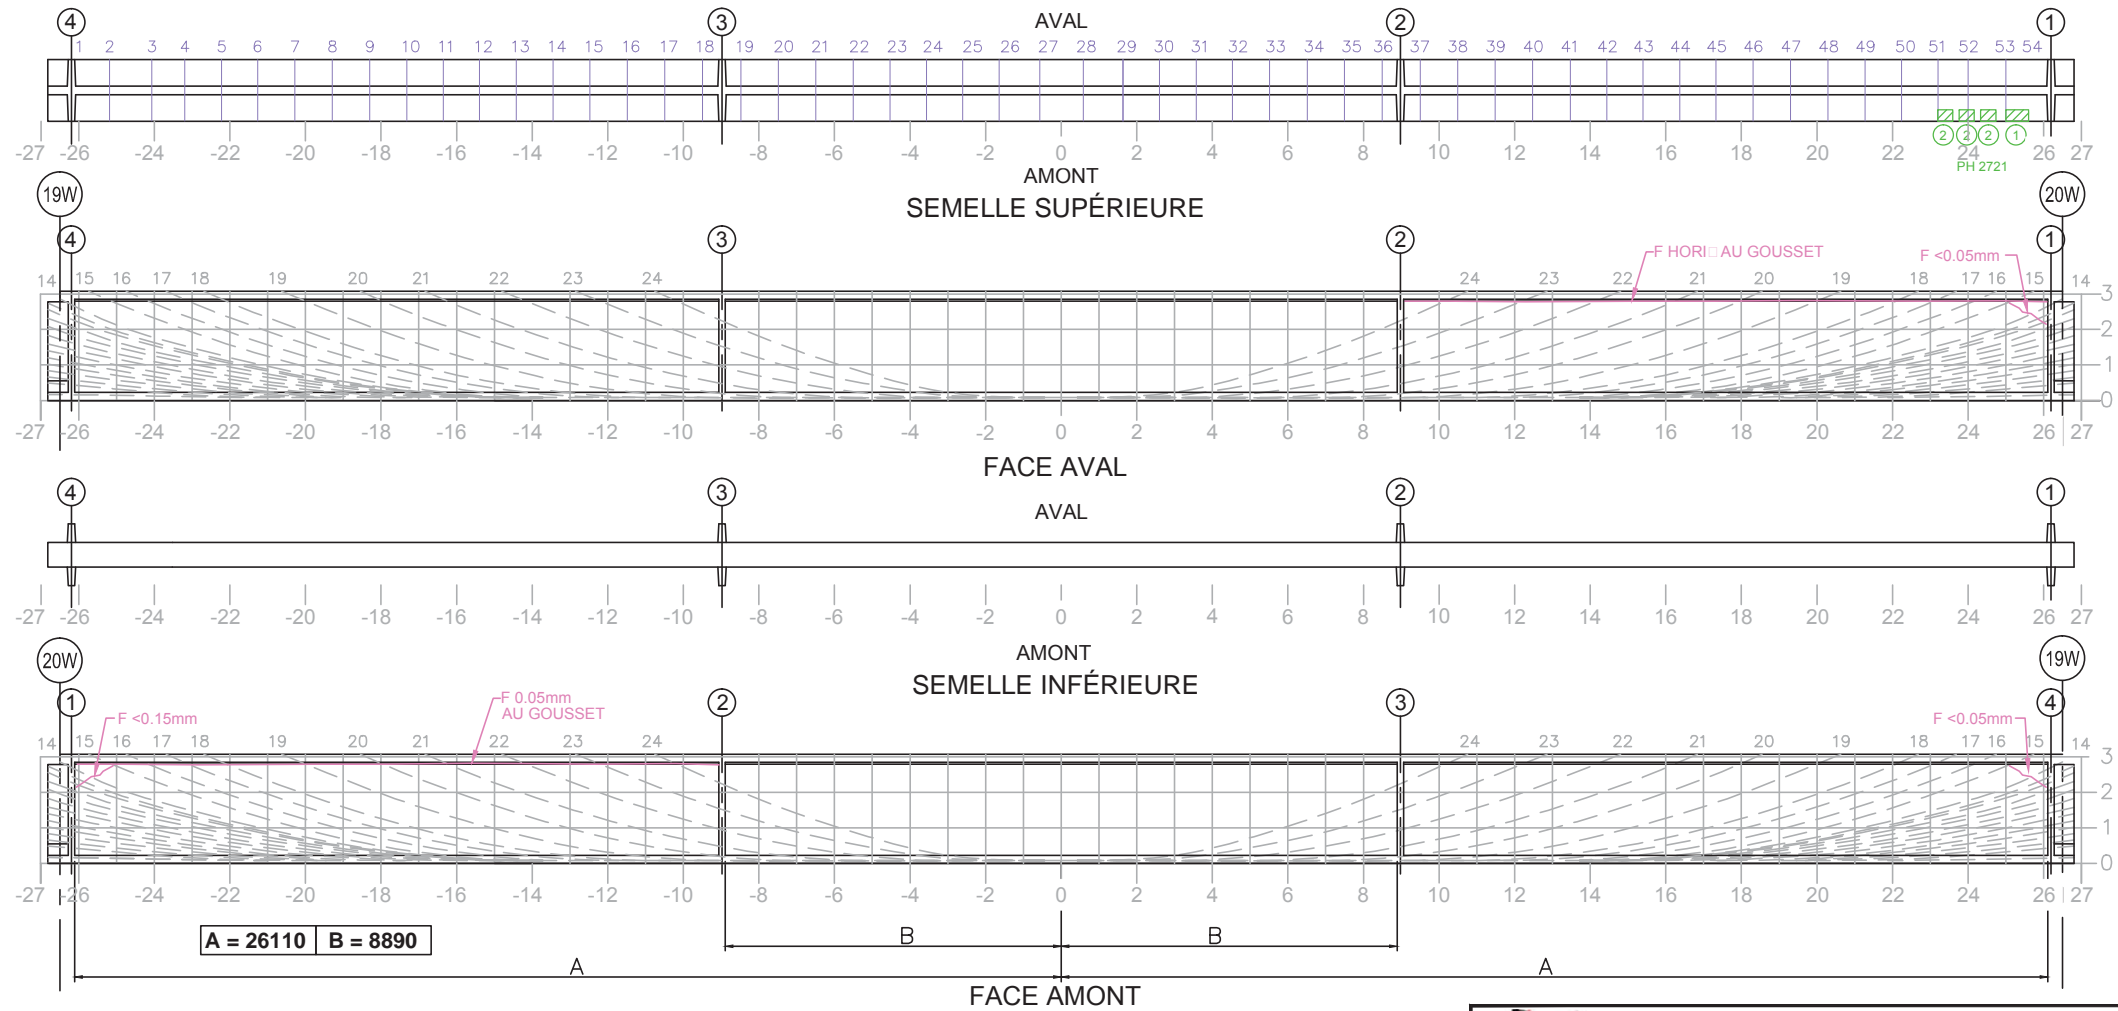 4 3 AVAL 2 1
1 2 3 4 5 6 7 8 9 10 11 12 13 14 15 16 17 18 19 20 21 22 23 24 25 26 27 28 29 30 31 32 33 34 35 36 37 38 39 40 41 42 43 44 45 46 47 48 49 50 51 52 53 54
2 2 2 1
-27 -26 -24 -22 -20 -18 -16 -14 -12 -10 -8 -6 -4 -2 0 2 4 6 8 10 12 14 16 18 20 22 24 26 27
PH 2721
AMONT
SEMELLE SUPÉRIEURE
19W 20W
4 3 2 1
F HORI□ AU GOUSSET
F <0.05mm
14 15 16 17 18 19 20 21 22 23 24 24 23 22 21 20 19 18 17 16 15 14
3
2
1
0
-27 -26 -24 -22 -20 -18 -16 -14 -12 -10 -8 -6 -4 -2 0 2 4 6 8 10 12 14 16 18 20 22 24 26 27
FACE AVAL
4 3 2 1
AVAL
-27 -26 -24 -22 -20 -18 -16 -14 -12 -10 -8 -6 -4 -2 0 2 4 6 8 10 12 14 16 18 20 22 24 26 27
AMONT
SEMELLE INFÉRIEURE
20W 19W
1 2 3 4
F <0.15mm
F 0.05mm
AU GOUSSET
F <0.05mm
14 15 16 17 18 19 20 21 22 23 24 24 23 22 21 20 19 18 17 16 15 14
3
2
1
0
-27 -26 -24 -22 -20 -18 -16 -14 -12 -10 -8 -6 -4 -2 0 2 4 6 8 10 12 14 16 18 20 22 24 26 27
A = 26110 B = 8890
B B
A A
FACE AMONT